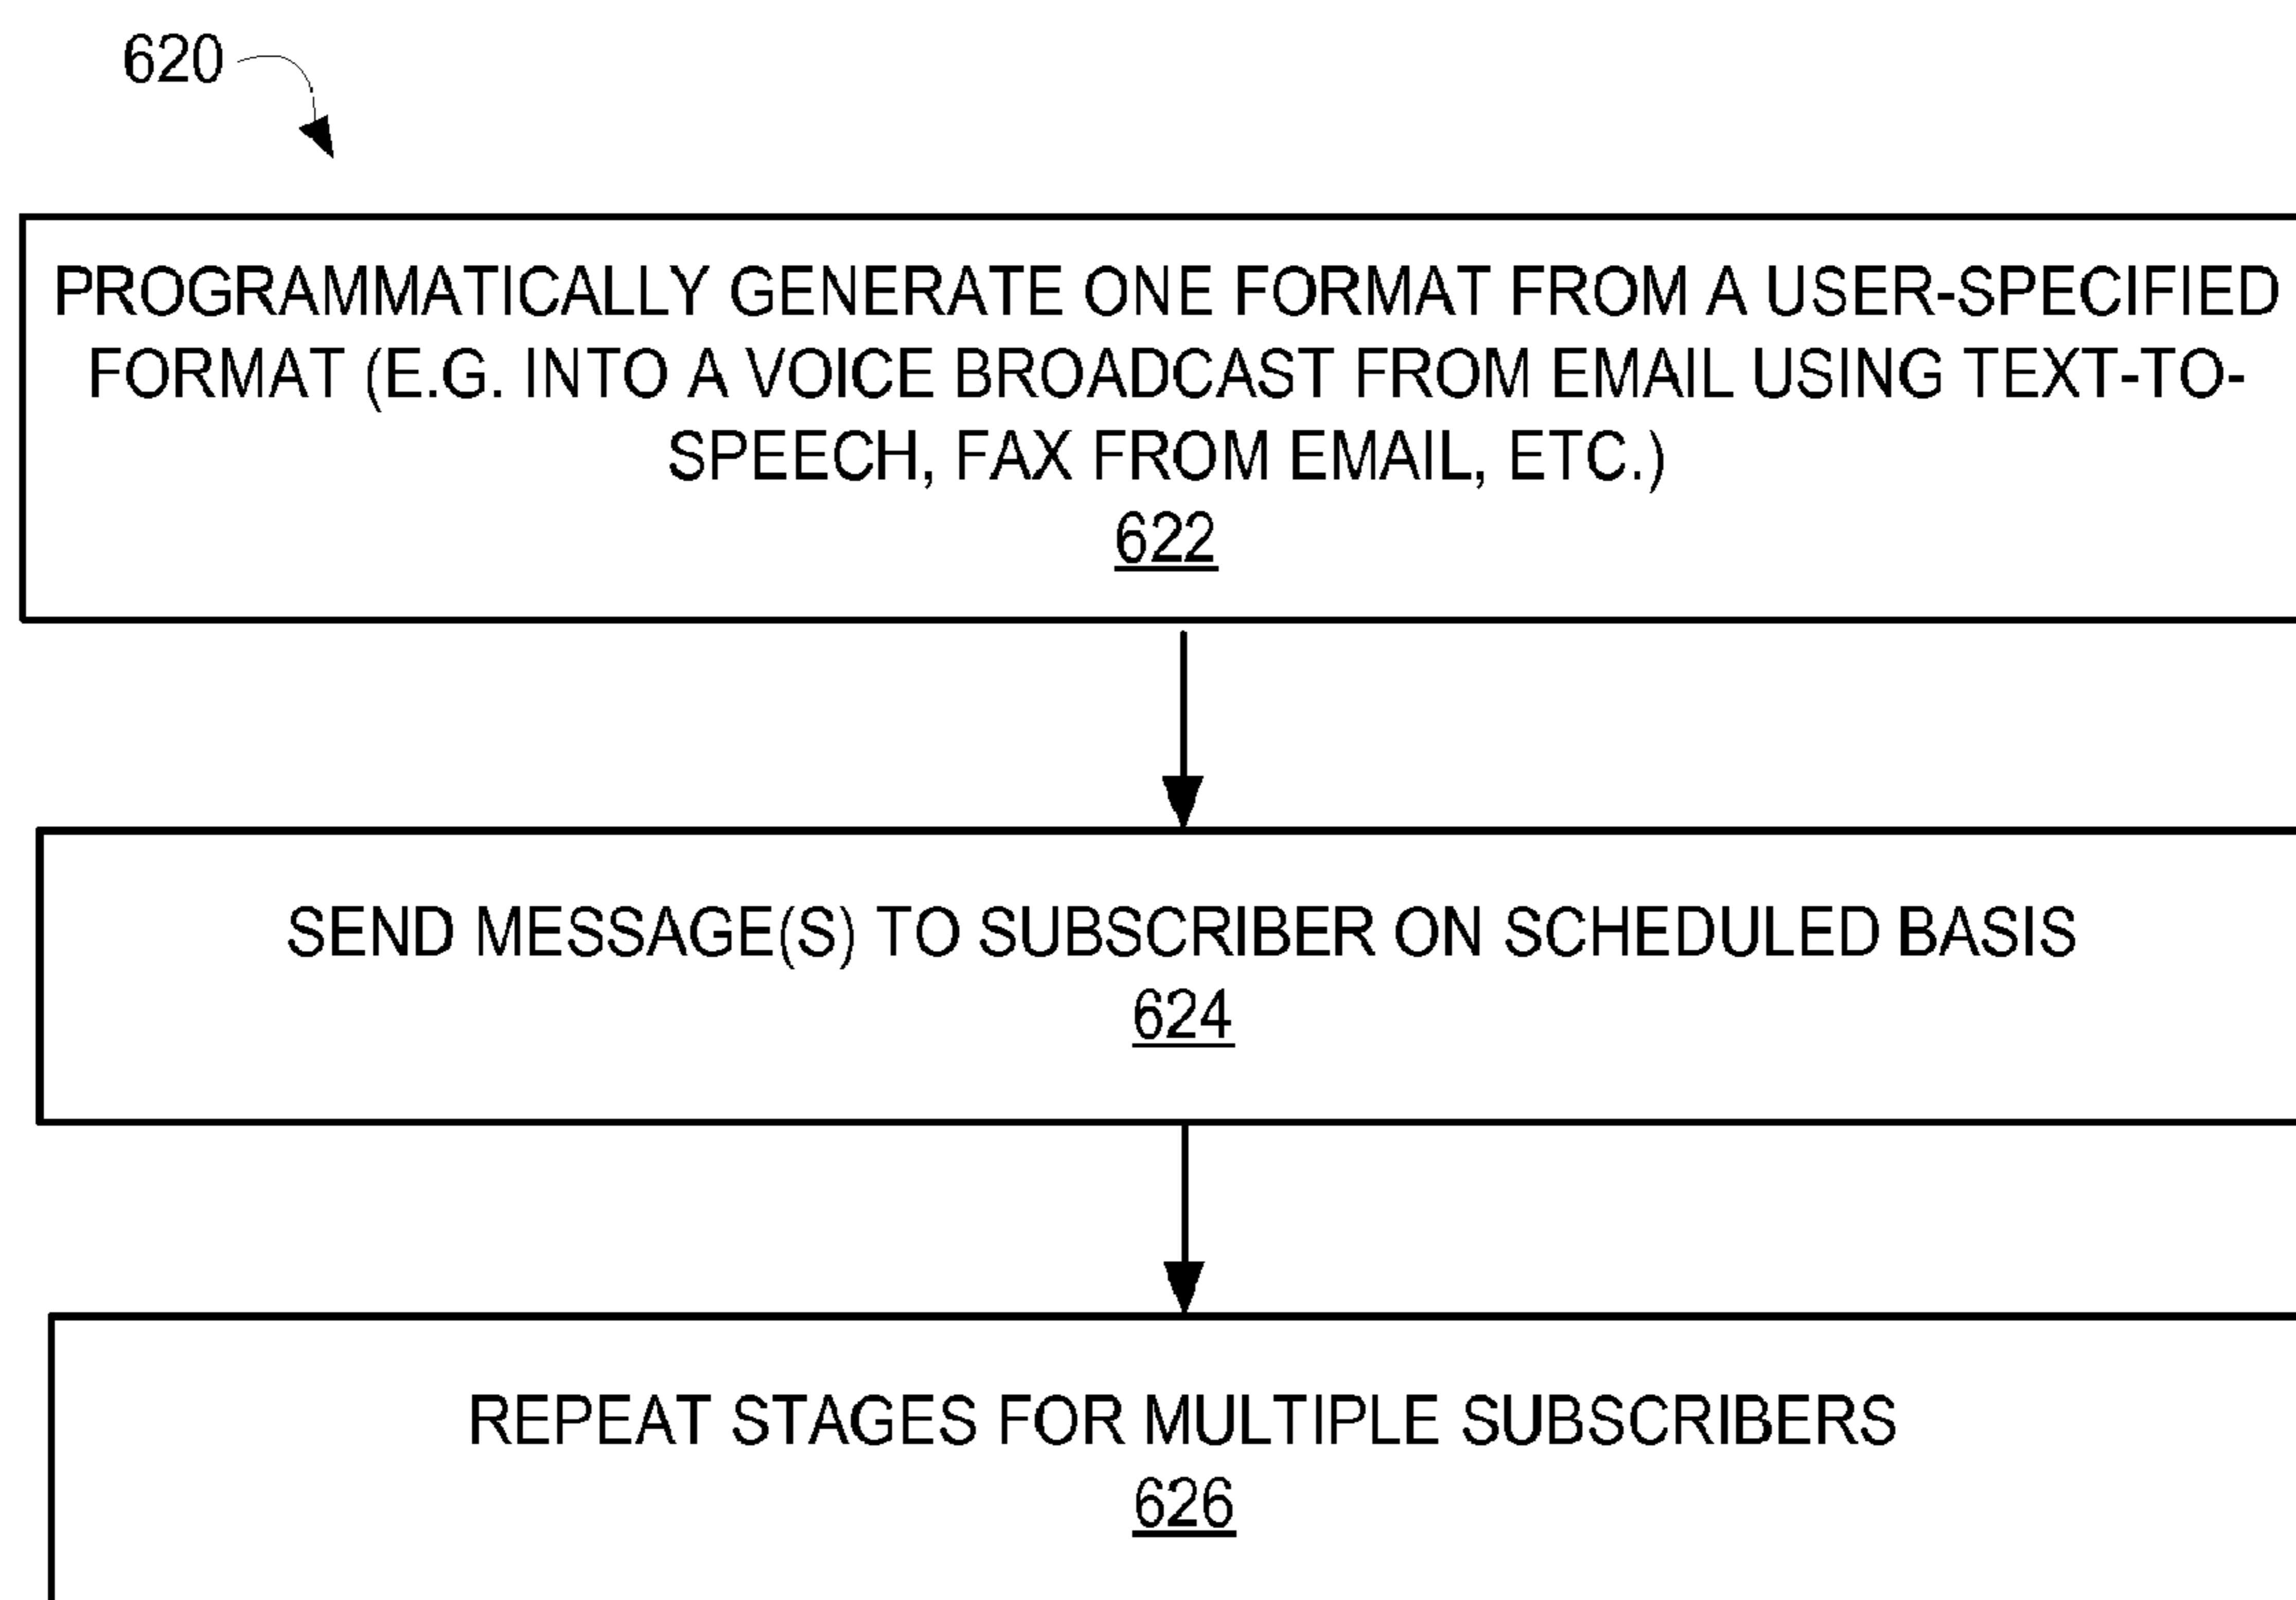 620
PROGRAMMATICALLY GENERATE ONE FORMAT FROM A USER-SPECIFIED
FORMAT (E.G. INTO A VOICE BROADCAST FROM EMAIL USING TEXT-TO-
SPEECH, FAX FROM EMAIL, ETC.)
622
SEND MESSAGE(S) TO SUBSCRIBER ON SCHEDULED BASIS
624
REPEAT STAGES FOR MULTIPLE SUBSCRIBERS
626